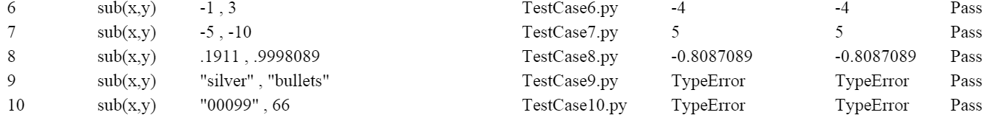 6 sub(x,y) -1 , 3 TestCase6.py -4 -4 Pass
7 sub(x,y) -5 , -10 TestCase7.py 5 5 Pass
8 sub(x,y) .1911 , .9998089 TestCase8.py -0.8087089 -0.8087089 Pass
9 sub(x,y) "silver" , "bullets" TestCase9.py TypeError TypeError Pass
10 sub(x,y) "00099" , 66 TestCase10.py TypeError TypeError Pass